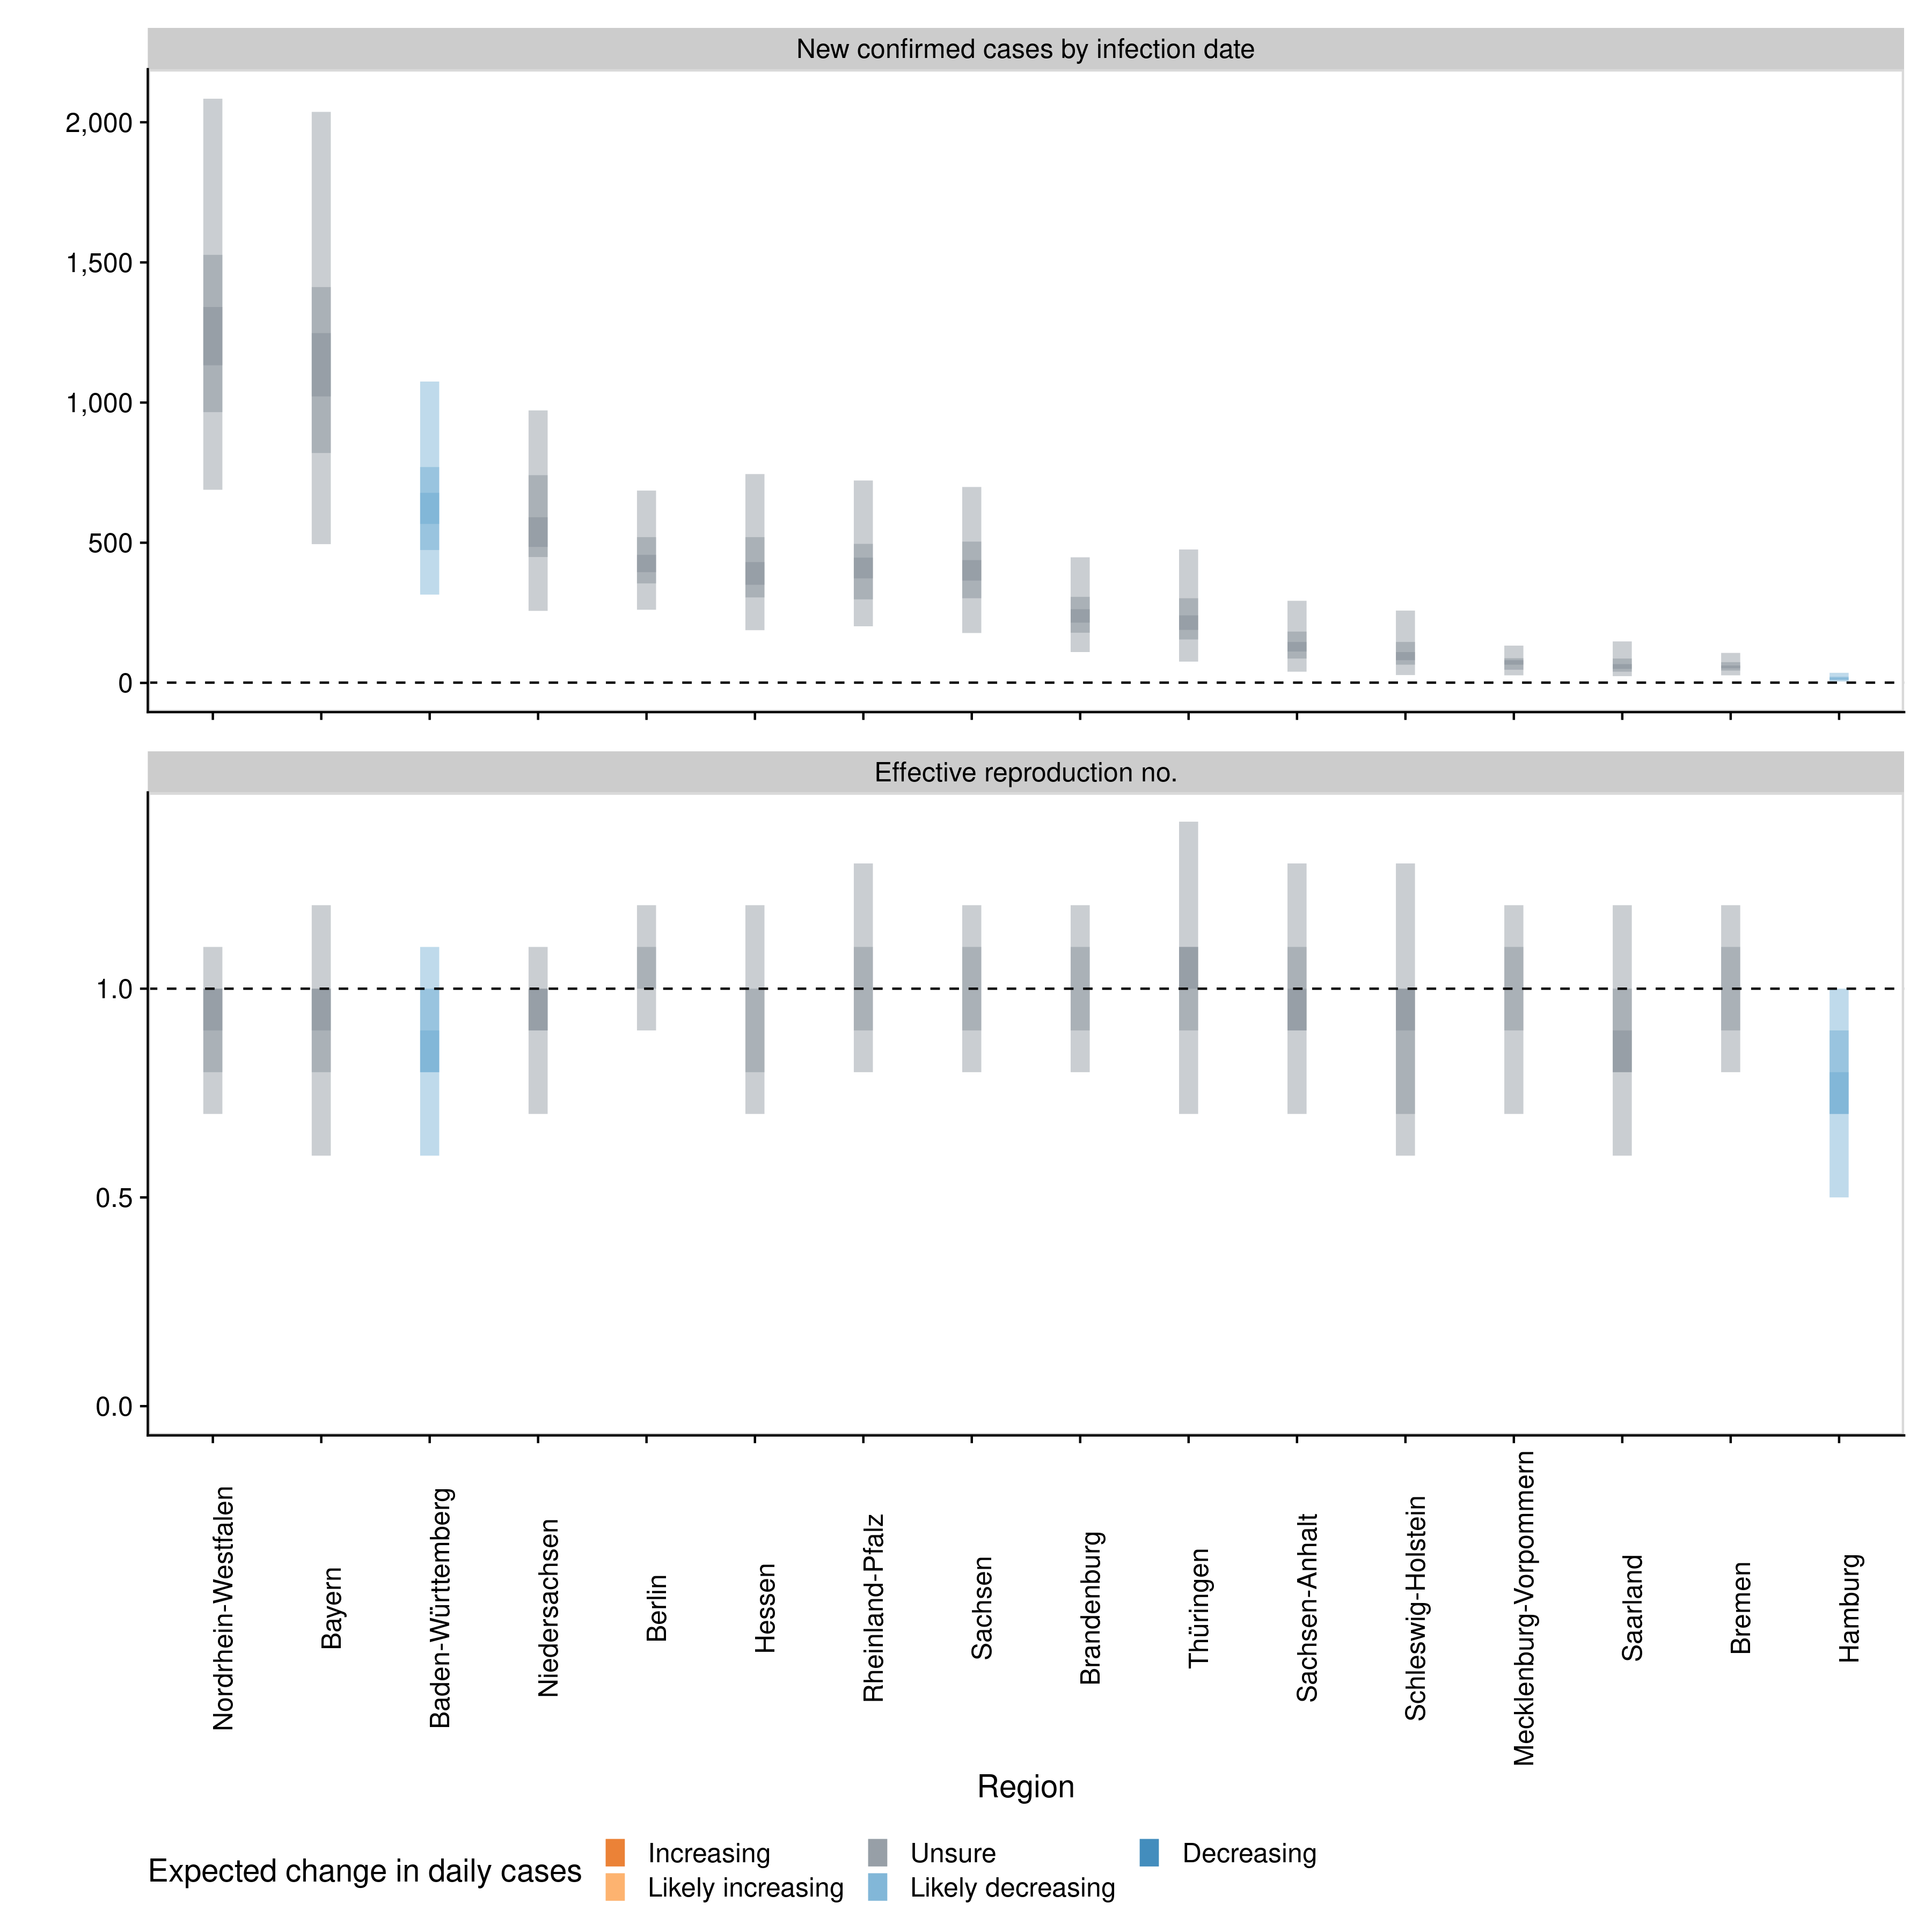 New confirmed cases by infection date
2,000
1,500
1,000
500
0
Effective reproduction no.
1.0
0.5
0.0
Nordrhein-Westfalen
Bayern
Baden-Württemberg
Niedersachsen
Berlin
Hessen
Rheinland-Pfalz
Sachsen
Brandenburg
Thüringen
Sachsen-Anhalt
Schleswig-Holstein
Mecklenburg-Vorpommern
Saarland
Bremen
Hamburg
Region
Expected change in daily cases
Increasing
Unsure
Decreasing
Likely increasing
Likely decreasing